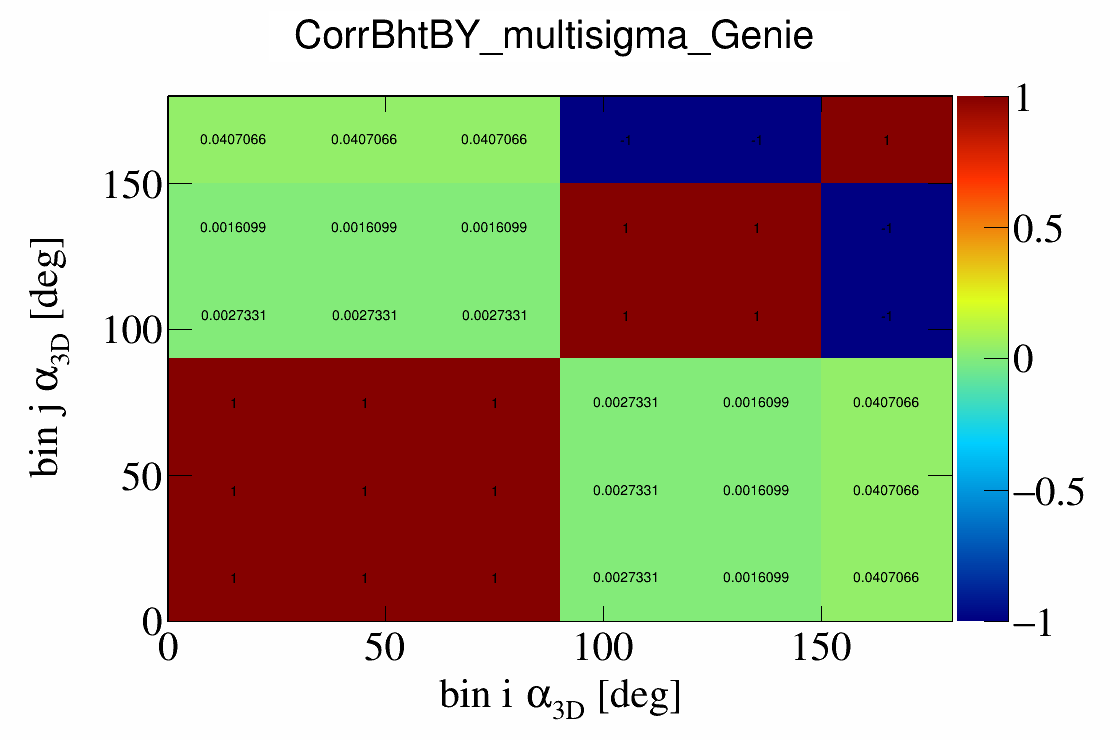 CorrBhtBY_multisigma_Genie
0.0407066 0.0407066 0.0407066 -1 -1 1
0.0016099 0.0016099 0.0016099 1 1 -1
0.0027331 0.0027331 0.0027331 1 1 -1
1 1 1 0.0027331 0.0016099 0.0407066
1 1 1 0.0027331 0.0016099 0.0407066
1 1 1 0.0027331 0.0016099 0.0407066
150
100
50
0
0 50 100 150
bin i α3D [deg]
bin j α3D [deg]
1
0.5
0
−0.5
−1